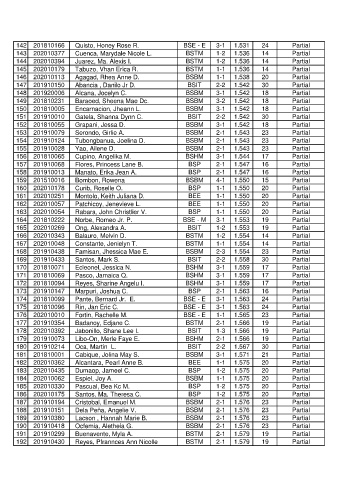 142 201810166 Quisto, Honey Rose R. BSE - E 3-1 1.531 24 Partial
143 202010377 Cuenca, Marydale Nicole L. BSTM 1-2 1.536 14 Partial
144 202010394 Juarez, Ma. Alexis I. BSTM 1-2 1.536 14 Partial
145 202010179 Tabuzo, Vhan Erica R. BSTM 1-1 1.536 14 Partial
146 202010113 Agagad, Rhea Anne D. BSBM 1-1 1.538 20 Partial
147 201910150 Abancia, Danilo Jr D. BSIT 2-2 1.542 30 Partial
148 201920006 Alcana, Jocelyn C. BSBM 3-1 1.542 18 Partial
149 201810231 Baraoed, Sheena Mae Dc. BSBM 3-2 1.542 18 Partial
150 201810005 Encarnacion, Jheann L. BSBM 3-1 1.542 18 Partial
151 201910010 Gatela, Shanna Dynn C. BSIT 2-2 1.542 30 Partial
152 201810055 Grapani, Jessa D. BSBM 3-1 1.542 18 Partial
153 201910079 Serondo, Girlie A. BSBM 2-1 1.543 23 Partial
154 201910124 Tubongbanua, Joelina O. BSBM 2-1 1.543 23 Partial
155 201910028 Yao, Allene O. BSBM 2-1 1.543 23 Partial
156 201810065 Cupino, Angelika M. BSHM 3-1 1.544 17 Partial
157 201910068 Flores, Princess Lane B. BSP 2-1 1.547 16 Partial
158 201910013 Manato, Erika Jean A. BSP 2-1 1.547 16 Partial
159 201510016 Bombon, Rowena BSBM 4-1 1.550 15 Partial
160 202010178 Curib, Roselle O. BSP 1-1 1.550 20 Partial
161 202010251 Montolo, Keith Juliana D. BEE 1-1 1.550 20 Partial
162 202010057 Patchicoy, Jenevieve L. BEE 1-1 1.550 20 Partial
163 202010054 Rabara, John Christlier V. BSP 1-1 1.550 20 Partial
164 201810222 Norbe, Romeo Jr. P. BSE - M 3-1 1.553 19 Partial
165 202010269 Ong, Alexandra A. BSIT 1-2 1.553 19 Partial
166 202010343 Balauro, Melvin D. BSTM 1-2 1.554 14 Partial
167 202010048 Constante, Jenielyn T. BSTM 1-1 1.554 14 Partial
168 201910438 Pamisan, Jhessica Mae E. BSBM 2-3 1.554 23 Partial
169 201910433 Santos, Mark S. BSIT 2-2 1.558 30 Partial
170 201810071 Ecleonel, Jessica N. BSHM 3-1 1.559 17 Partial
171 201810069 Pasco, Jamaica Q. BSHM 3-1 1.559 17 Partial
172 201810094 Reyes, Sharine Angelu I. BSHM 3-1 1.559 17 Partial
173 201910147 Marpuri, Joshua C. BSP 2-1 1.563 16 Partial
174 201810099 Pante, Bernard Jr. E. BSE - E 3-1 1.563 24 Partial
175 201810096 Rin, Jan Eric C. BSE - E 3-1 1.563 24 Partial
176 202010010 Fortin, Rachelle M. BSE - E 1-1 1.565 23 Partial
177 201910354 Badanoy, Edjane C. BSTM 2-1 1.566 19 Partial
178 202010392 Jabonillo, Shane Lee L. BSIT 1-3 1.566 19 Partial
179 201910073 Libo-On, Merle Faye E. BSHM 2-1 1.566 19 Partial
180 201910214 Oca, Martin L. BSIT 2-2 1.567 30 Partial
181 201810001 Cabique, Jolina May S. BSBM 3-1 1.571 21 Partial
182 202010362 Alcantara, Pearl Anne B. BEE 1-1 1.575 20 Partial
183 202010435 Dumaop, Jameel C. BSP 1-2 1.575 20 Partial
184 202010062 Espiel, Joy A. BSBM 1-1 1.575 20 Partial
185 202010330 Pascual, Bea Kc M. BSP 1-2 1.575 20 Partial
186 202010175 Santos, Ma. Theresa C. BSP 1-2 1.575 20 Partial
187 201910194 Cristobal, Emanuel M. BSBM 2-1 1.576 23 Partial
188 201910151 Dela Peña, Angelie V. BSBM 2-1 1.576 23 Partial
189 201910380 Lacson, Hannah Marie B. BSBM 2-1 1.576 23 Partial
190 201910418 Ocfemia, Aletheia G. BSBM 2-1 1.576 23 Partial
191 201910299 Buenavente, Myla A. BSTM 2-1 1.579 19 Partial
192 201910430 Reyes, Phanness Ann Nicolle BSTM 2-1 1.579 19 Partial